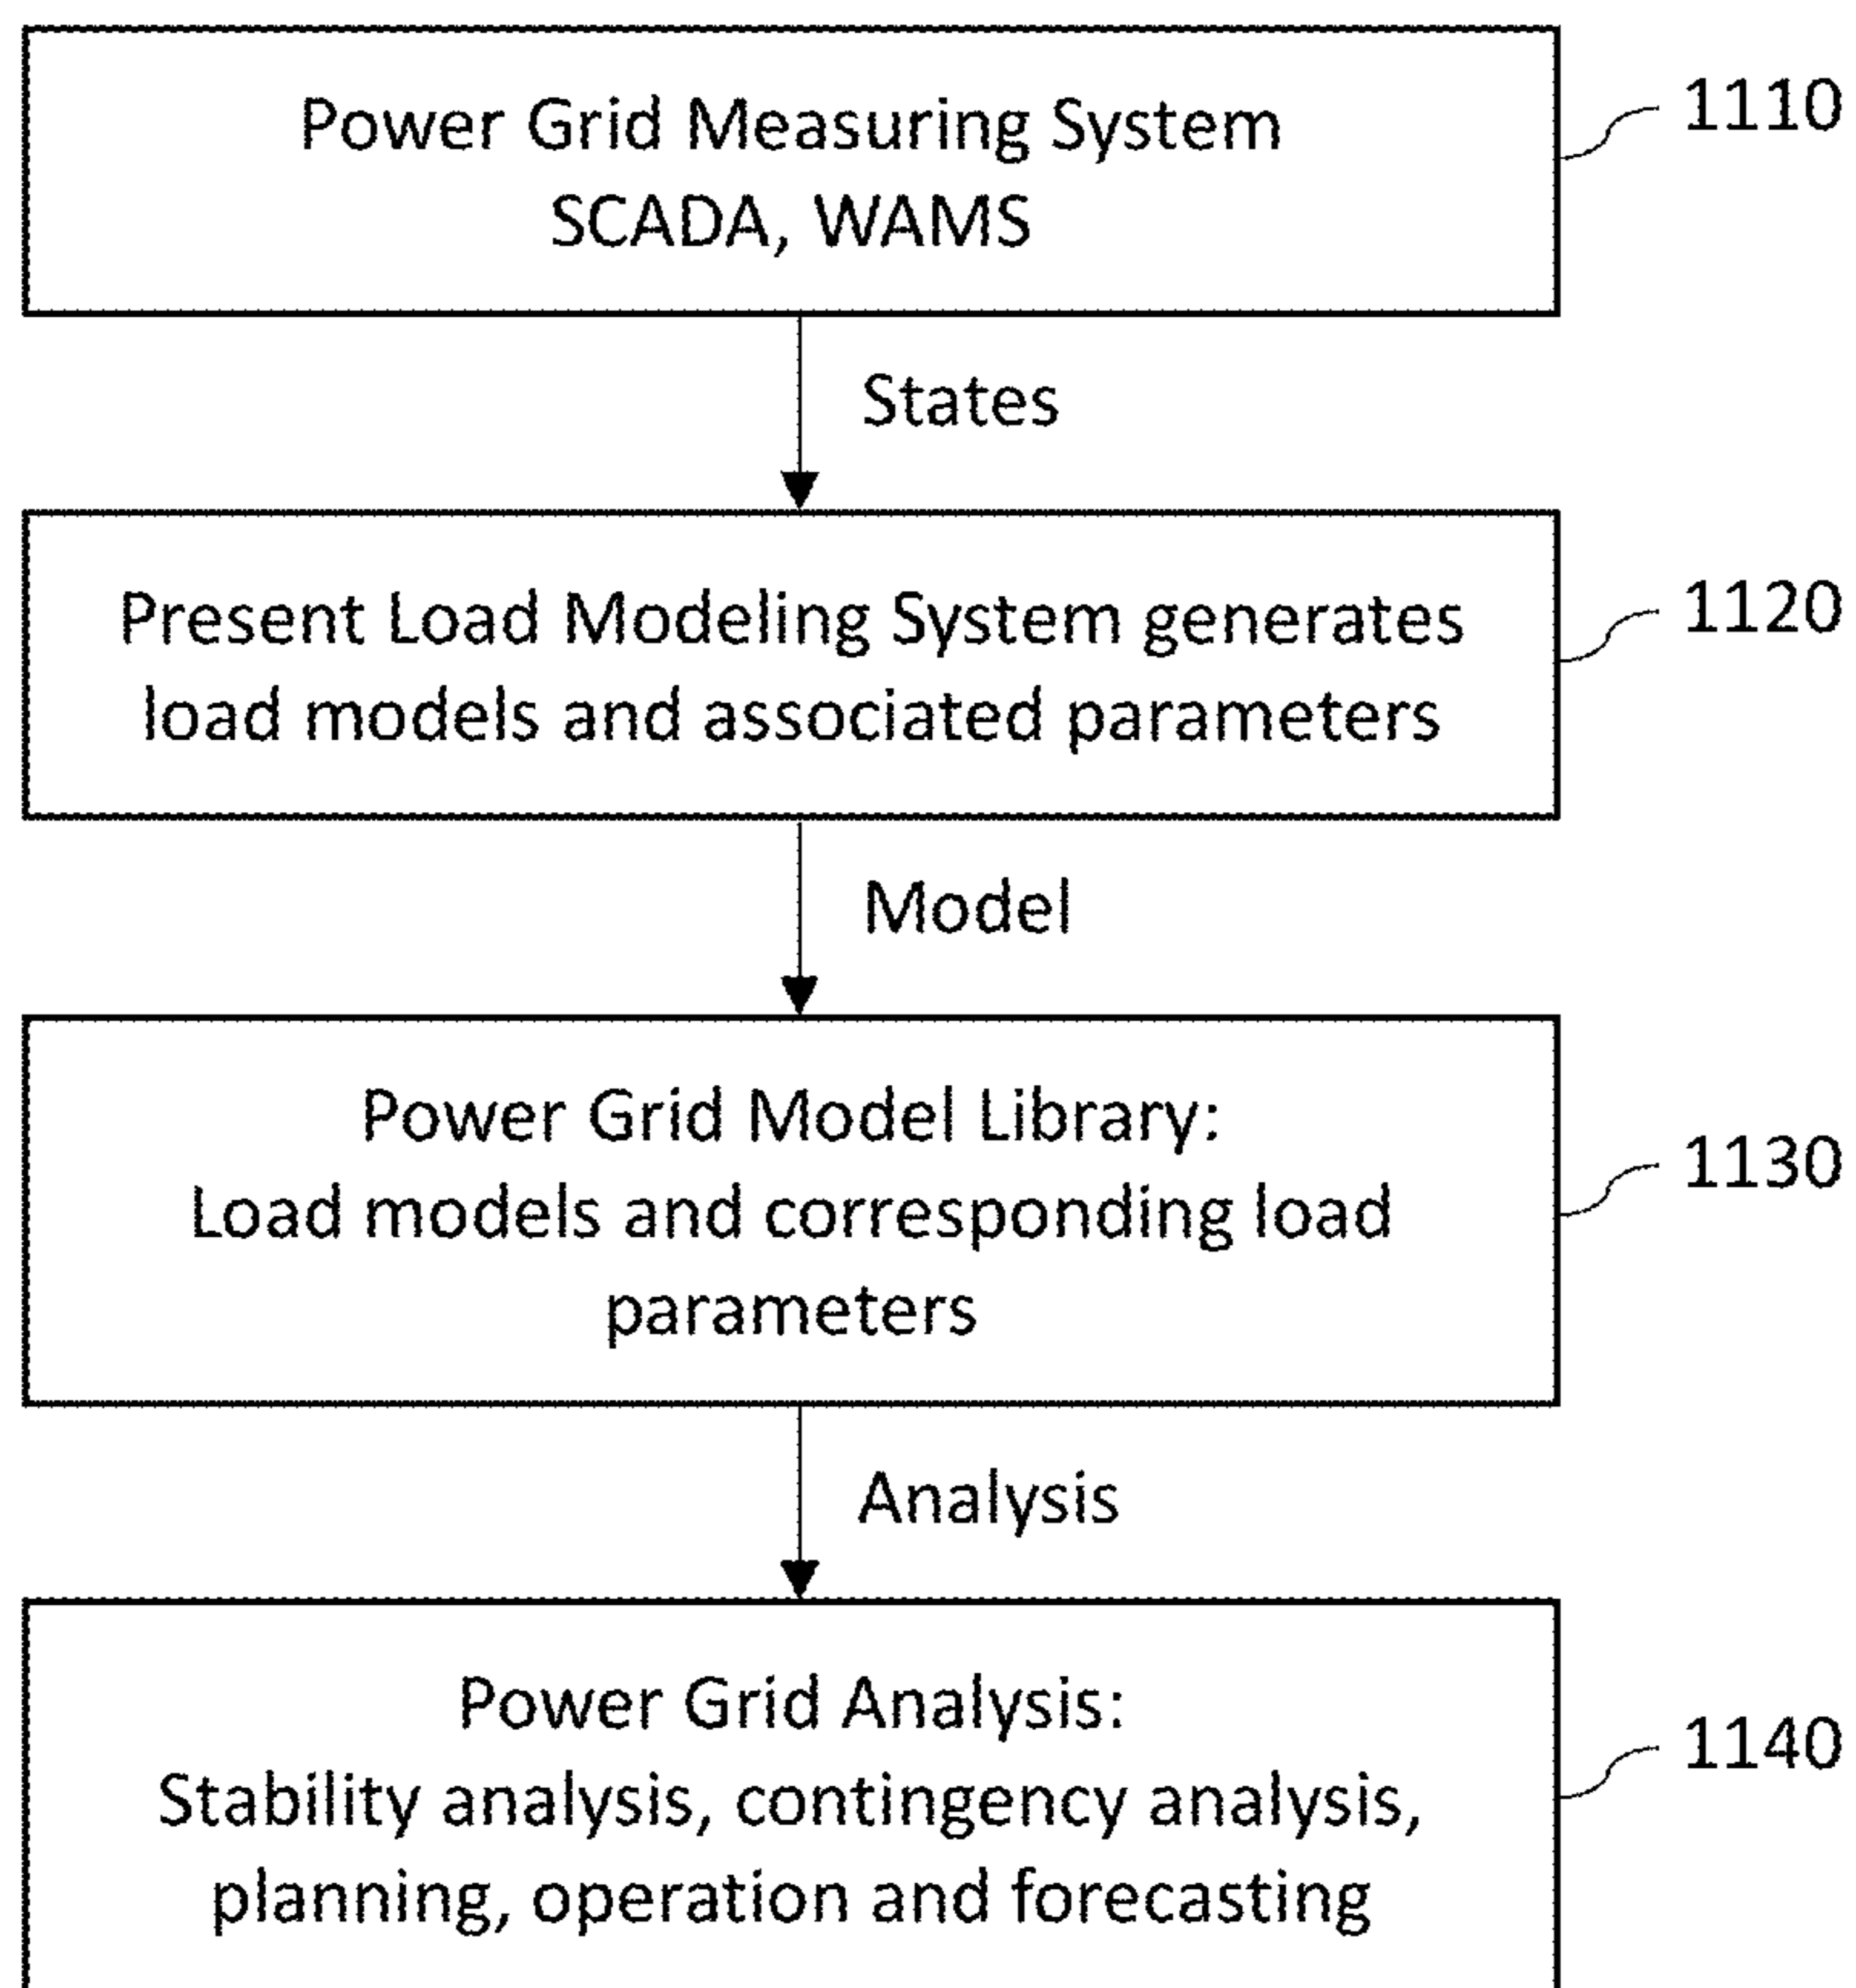 Power Grid Measuring System
SCADA, WAMS
1110
States
Present Load Modeling System generates
load models and associated parameters
1120
Model
Power Grid Model Library:
Load models and corresponding load
parameters
1130
Analysis
Power Grid Analysis:
Stability analysis, contingency analysis,
planning, operation and forecasting
1140